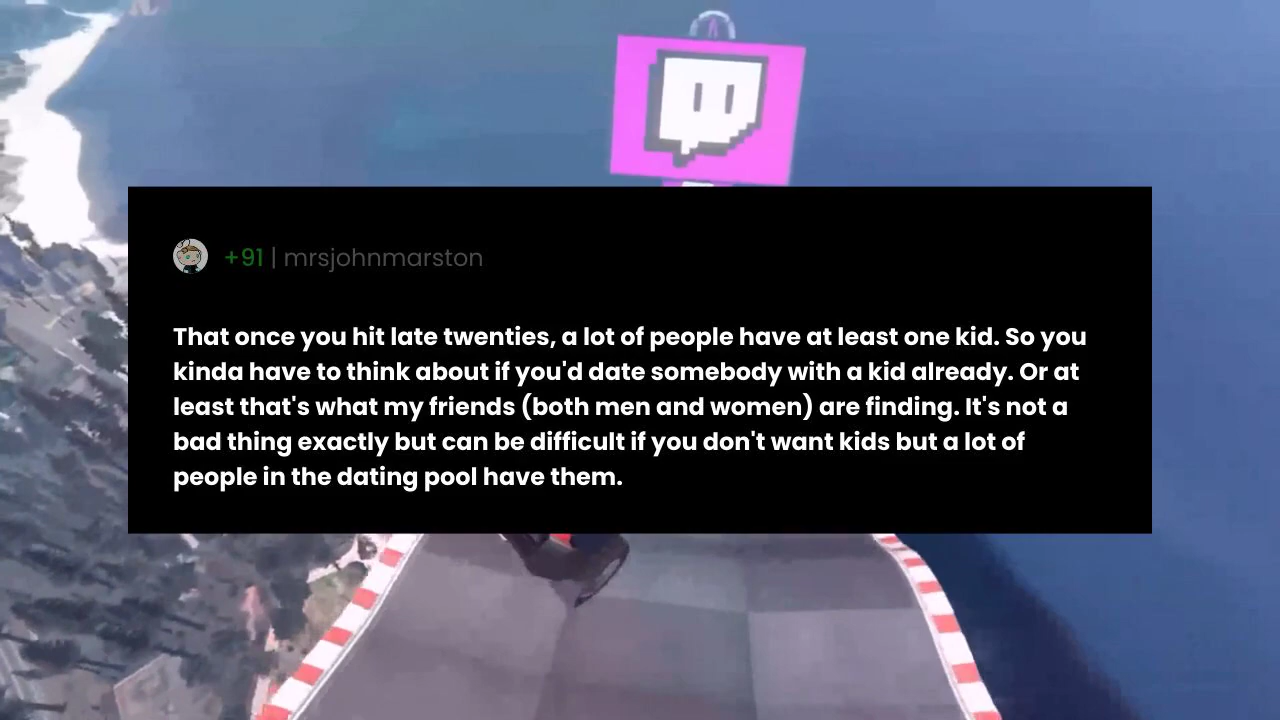 +91 | mrsjohnmarston
That once you hit late twenties, a lot of people have at least one kid. So you
kinda have to think about if you'd date somebody with a kid already. Or at
least that's what my friends (both men and women) are finding. It's not a
bad thing exactly but can be difficult if you don't want kids but a lot of
people in the dating pool have them.